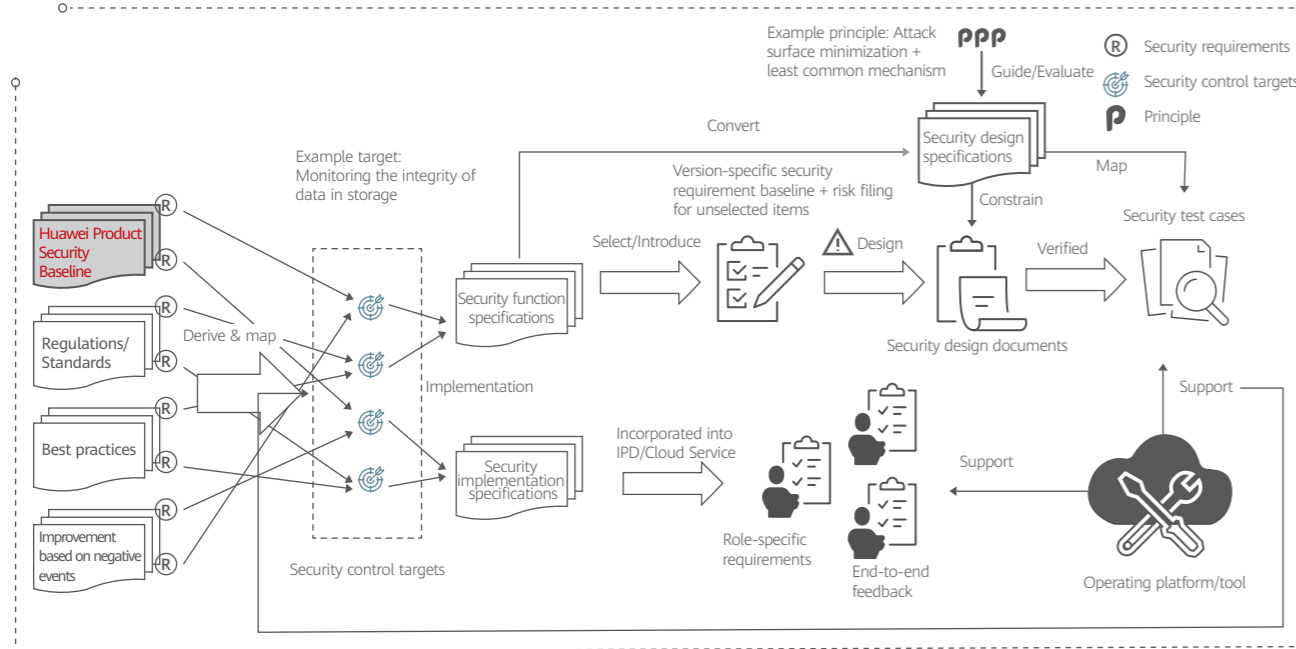 Example principle: Attack
surface minimization +
least common mechanism
PPP
Guide/Evaluate
R Security requirements
Security control targets
P Principle
Convert
Security design
specifications
Map
Example target:
Monitoring the integrity of
data in storage
Version-specific security
requirement baseline + risk filing
for unselected items
Constrain
Security test cases
R
Huawei Product
Security
Baseline
R
Select/Introduce
Design
Verified
Security function
specifications
Security design documents
R
Regulations/
Standards
R
Derive & map
Implementation
Support
R
Best practices
R
Security
implementation
specifications
Incorporated into
IPD/Cloud Service
Support
R
Improvement
based on negative
events
R
Security control targets
Role-specific
requirements
End-to-end
feedback
Operating platform/tool